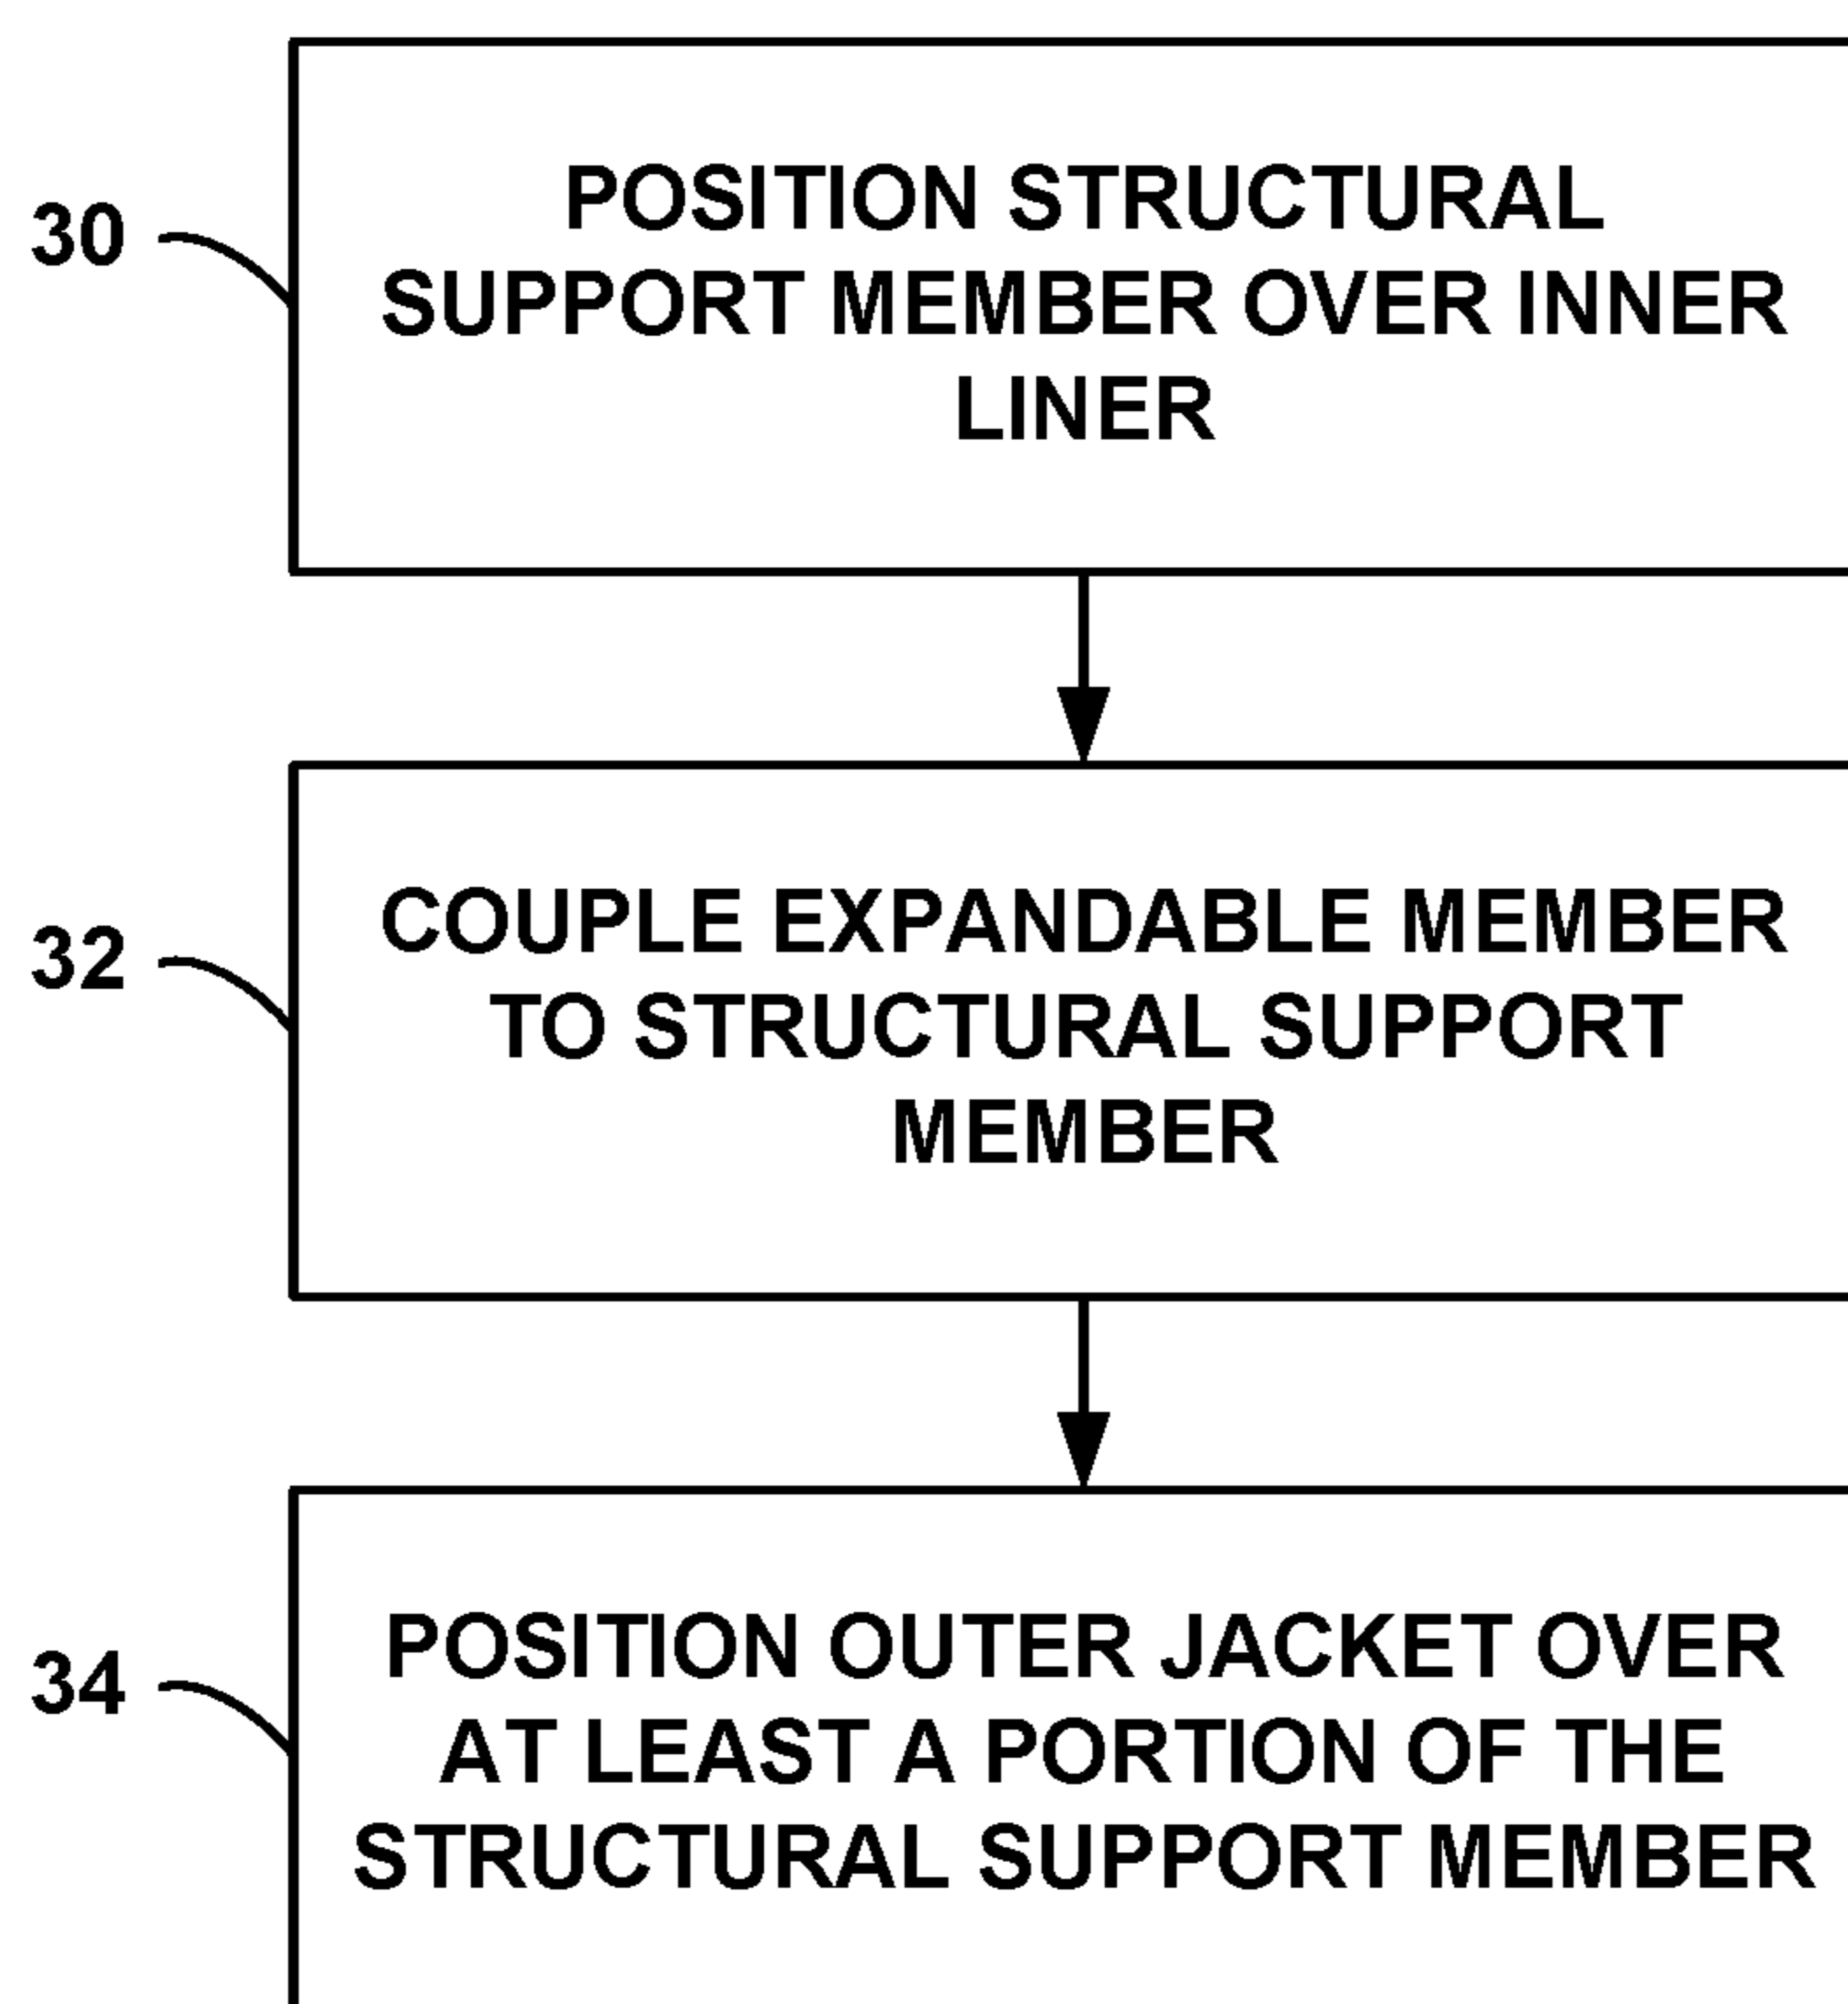 30
POSITION STRUCTURAL
SUPPORT MEMBER OVER INNER
LINER
32
COUPLE EXPANDABLE MEMBER
TO STRUCTURAL SUPPORT
MEMBER
34
POSITION OUTER JACKET OVER
AT LEAST A PORTION OF THE
STRUCTURAL SUPPORT MEMBER